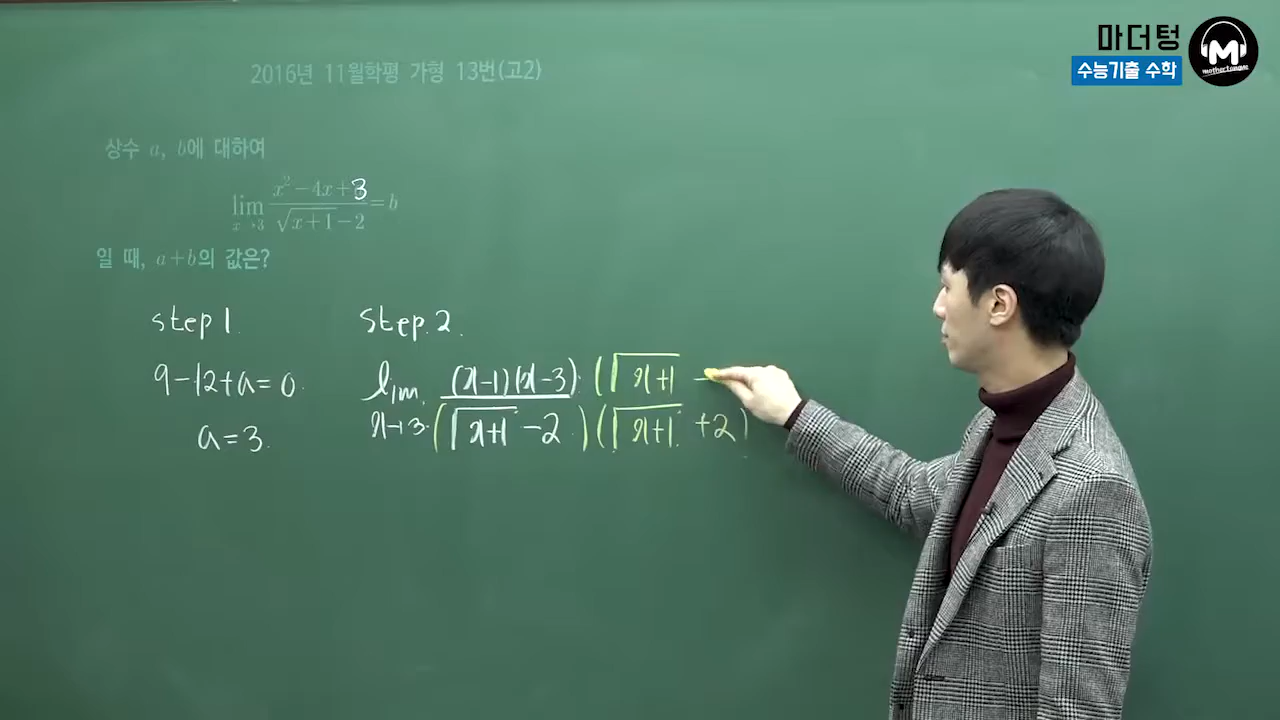 마더텅
수능기출 수학
M
mothertongue
2016년 11월학평 가형 13번(고2)
상수 a, b에 대하여
lim x→3 (x² − 4x + 3)/(√(x+1) − 2) = b
일 때, a + b의 값은?
step 1. step. 2.
9 − 12 + a = 0.
a = 3.
lim x→3. (x−1)(x−3). (√(x+1) −
(√(x+1) − 2.)(√(x+1). + 2)